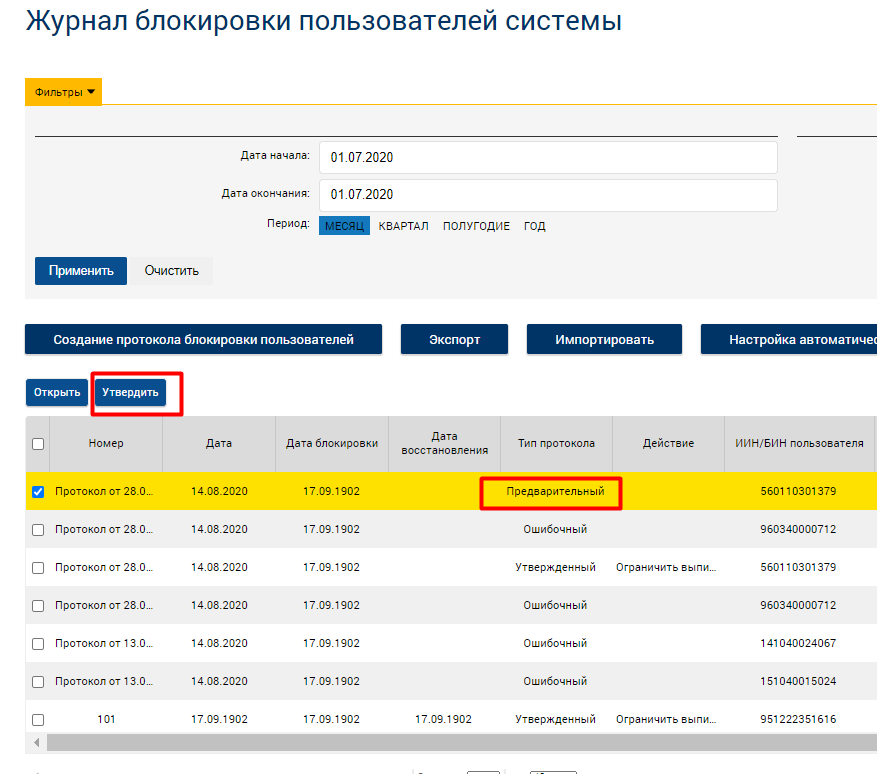 Журнал блокировки пользователей системы
Фильтры
Дата начала: 01.07.2020
Дата окончания: 01.07.2020
Период: МЕСЯЦ КВАРТАЛ ПОЛУГОДИЕ ГОД
Применить Очистить
Создание протокола блокировки пользователей Экспорт Импортировать Настройка автоматичес
Открыть Утвердить
Номер Дата Дата блокировки Дата восстановления Тип протокола Действие ИИН/БИН пользователя
Протокол от 28.0... 14.08.2020 17.09.1902 Предварительный 560110301379
Протокол от 28.0... 14.08.2020 17.09.1902 Ошибочный 960340000712
Протокол от 28.0... 14.08.2020 17.09.1902 Утвержденный Ограничить выпи... 560110301379
Протокол от 28.0... 14.08.2020 17.09.1902 Ошибочный 960340000712
Протокол от 13.0... 14.08.2020 17.09.1902 Ошибочный 141040024067
Протокол от 13.0... 14.08.2020 17.09.1902 Ошибочный 151040015024
101 17.09.1902 17.09.1902 17.09.1902 Утвержденный Ограничить выпи... 951222351616